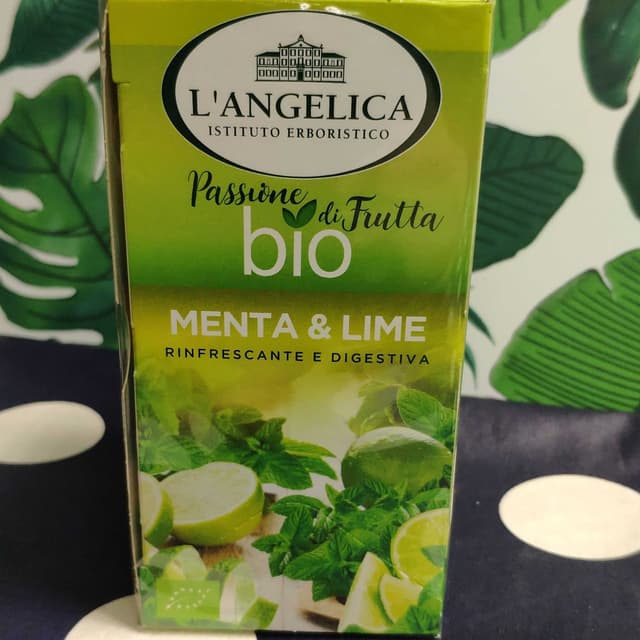 L'ANGELICA
ISTITUTO ERBORISTICO
Passione
di Frutta
bio
MENTA & LIME
RINFRESCANTE E DIGESTIVA